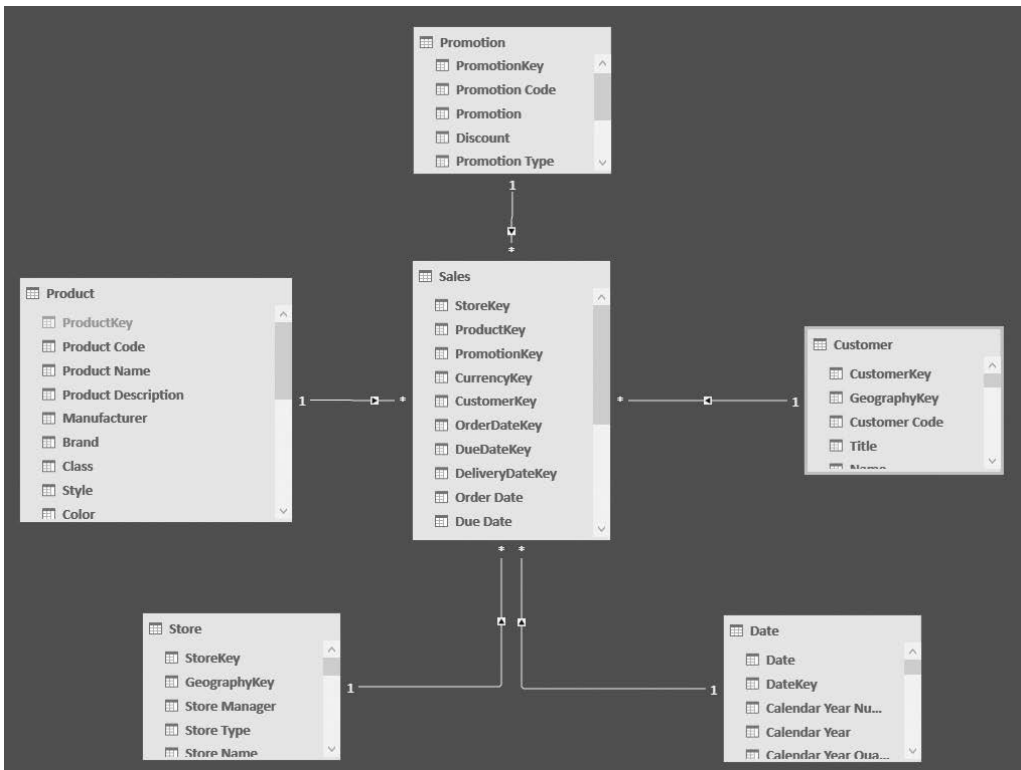 Promotion
PromotionKey
Promotion Code
Promotion
Discount
Promotion Type
1
*
Product
ProductKey
Product Code
Product Name
Product Description
Manufacturer
Brand
Class
Style
Color
1
*
Sales
StoreKey
ProductKey
PromotionKey
CurrencyKey
CustomerKey
OrderDateKey
DueDateKey
DeliveryDateKey
Order Date
Due Date
*
1
Customer
CustomerKey
GeographyKey
Customer Code
Title
Name
*
*
Store
StoreKey
GeographyKey
Store Manager
Store Type
Store Name
1
1
Date
Date
DateKey
Calendar Year Nu...
Calendar Year
Calendar Year Qua...